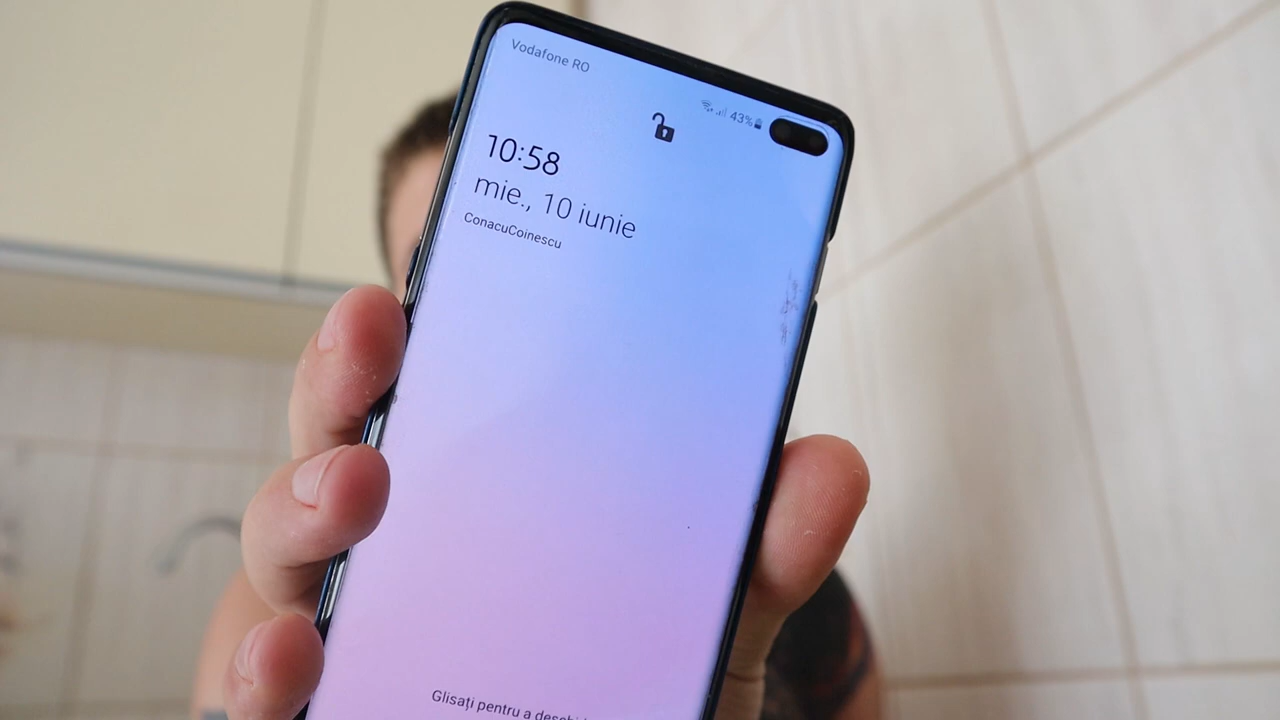 Vodafone RO
43%
10:58
mie., 10 iunie
ConacuCoinescu
Glisați pentru a